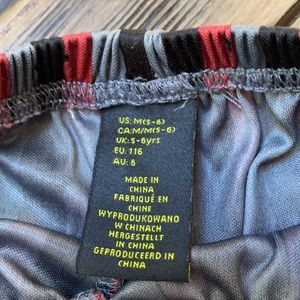 US: M(5-6)
CA: M/M(5-6)
UK: 5-6yrs
EU: 116
AU: 6
MADE IN
CHINA
FABRIQUÉ EN
CHINE
WYPRODUKOWANO
W CHINACH
HERGESTELLT
IN CHINA
GEPRODUCEERD IN
CHINA